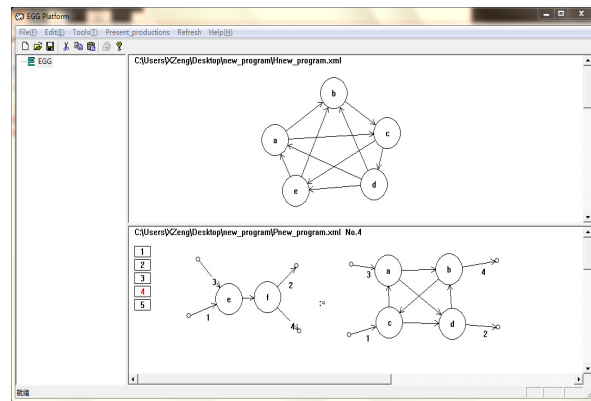 EGG Platform
File(F) Edit(E) Tools(T) Present_productions Refresh Help(H)
EGG
C:\Users\XZeng\Desktop\new_program\Hnew_program.xml
b
a
c
e
d
C:\Users\XZeng\Desktop\new_program\Pnew_program.xml No.4
1
2
3
4
5
3
e
f
2
1
4
:=
3
a
b
4
c
d
1
2
就绪